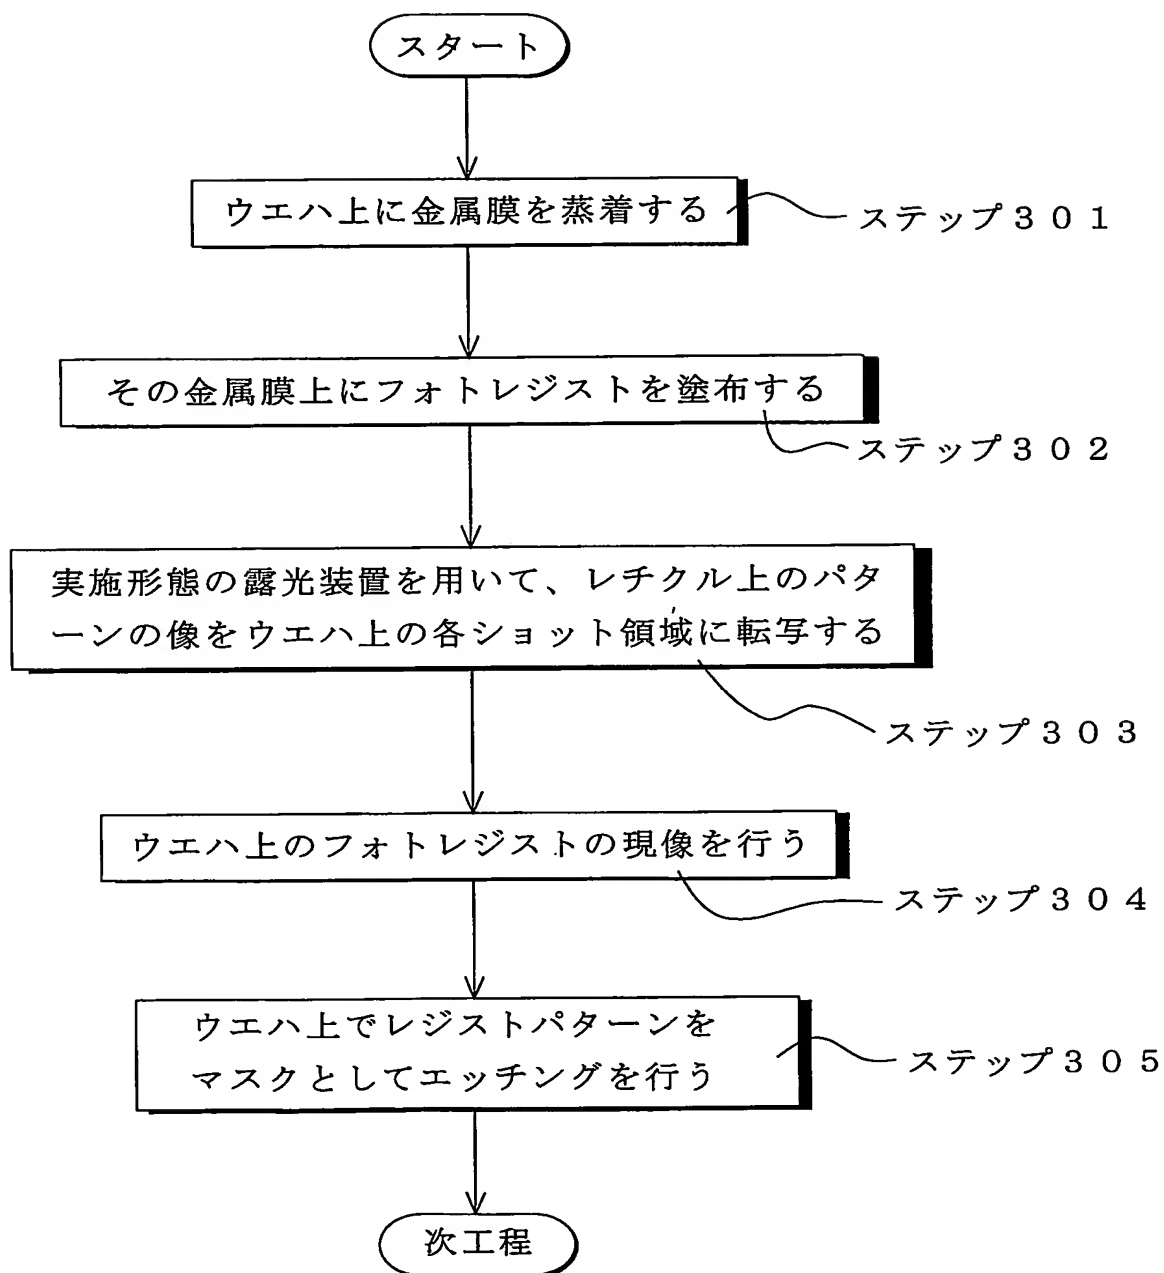 スタート
ウエハ上に金属膜を蒸着する
ステップ３０１
その金属膜上にフォトレジストを塗布する
ステップ３０２
実施形態の露光装置を用いて、レチクル上のパタ
ーンの像をウエハ上の各ショット領域に転写する
ステップ３０３
ウエハ上のフォトレジストの現像を行う
ステップ３０４
ウエハ上でレジストパターンを
マスクとしてエッチングを行う
ステップ３０５
次工程